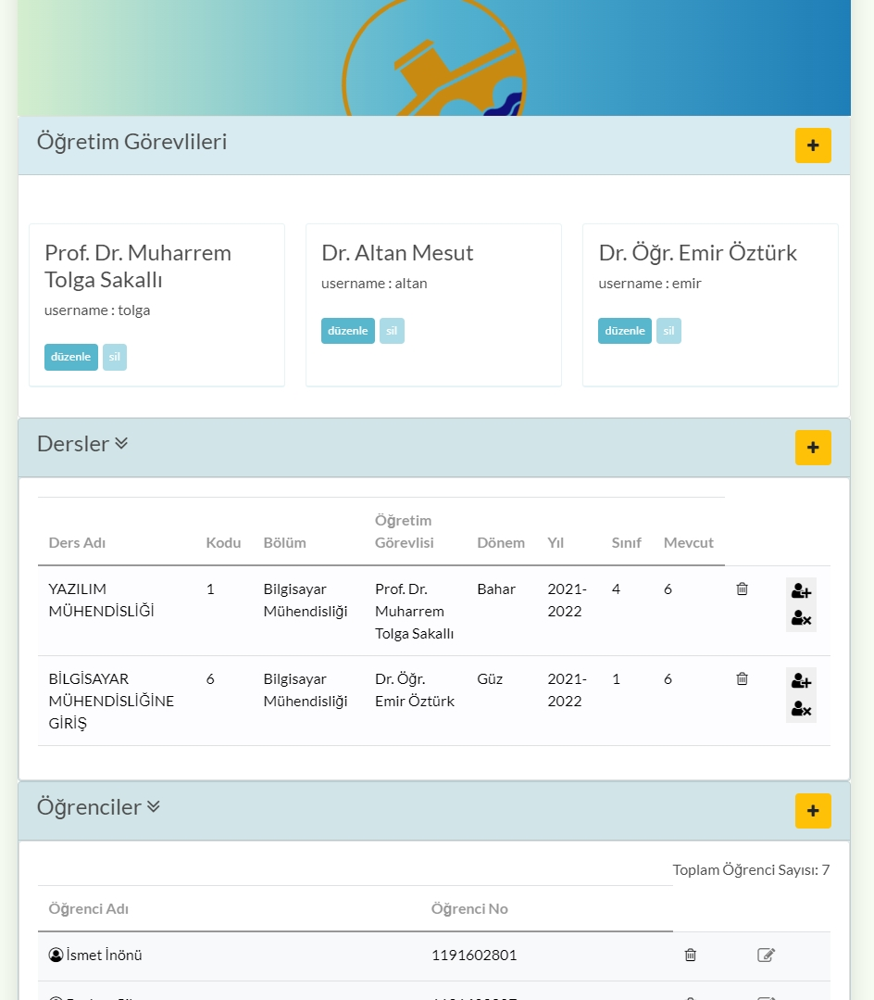 Öğretim Görevlileri
Prof. Dr. Muharrem
Tolga Sakallı
username : tolga
düzenle sil
Dr. Altan Mesut
username : altan
düzenle sil
Dr. Öğr. Emir Öztürk
username : emir
düzenle sil
Dersler
Ders Adı Kodu Bölüm Öğretim Görevlisi Dönem Yıl Sınıf Mevcut
YAZILIM 1 Bilgisayar Prof. Dr. Bahar 2021- 4 6
MÜHENDİSLİĞİ Mühendisliği Muharrem 2022
Tolga Sakallı
BİLGİSAYAR 6 Bilgisayar Dr. Öğr. Güz 2021- 1 6
MÜHENDİSLİĞİNE Mühendisliği Emir Öztürk 2022
GİRİŞ
Öğrenciler
Toplam Öğrenci Sayısı: 7
Öğrenci Adı Öğrenci No
İsmet İnönü 1191602801